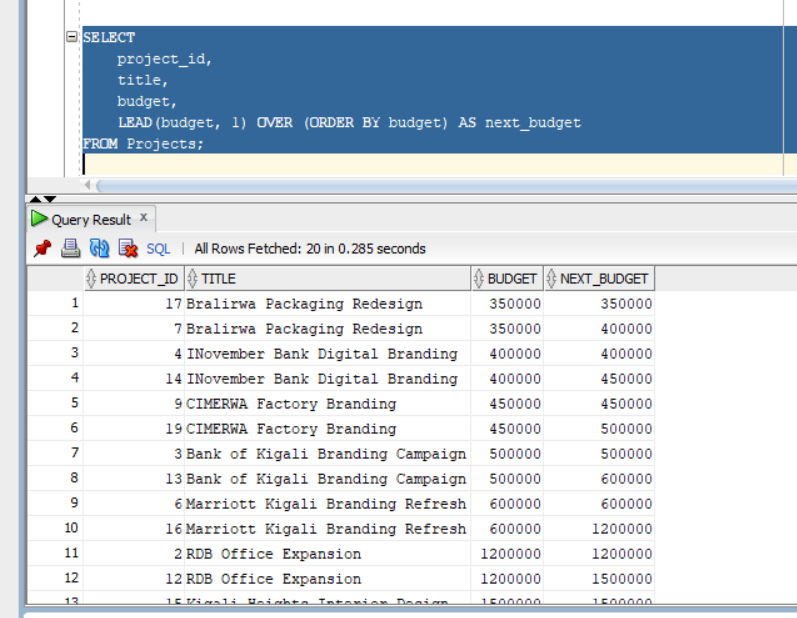 SELECT
project_id,
title,
budget,
LEAD(budget, 1) OVER (ORDER BY budget) AS next_budget
FROM Projects;
Query Result x
SQL | All Rows Fetched: 20 in 0.285 seconds
PROJECT_ID TITLE BUDGET NEXT_BUDGET
1 17 Bralirwa Packaging Redesign 350000 350000
2 7 Bralirwa Packaging Redesign 350000 400000
3 4 INovember Bank Digital Branding 400000 400000
4 14 INovember Bank Digital Branding 400000 450000
5 9 CIMERWA Factory Branding 450000 450000
6 19 CIMERWA Factory Branding 450000 500000
7 3 Bank of Kigali Branding Campaign 500000 500000
8 13 Bank of Kigali Branding Campaign 500000 600000
9 6 Marriott Kigali Branding Refresh 600000 600000
10 16 Marriott Kigali Branding Refresh 600000 1200000
11 2 RDB Office Expansion 1200000 1200000
12 12 RDB Office Expansion 1200000 1500000
13 15 Kigali Heights Interior Design 1500000 1500000